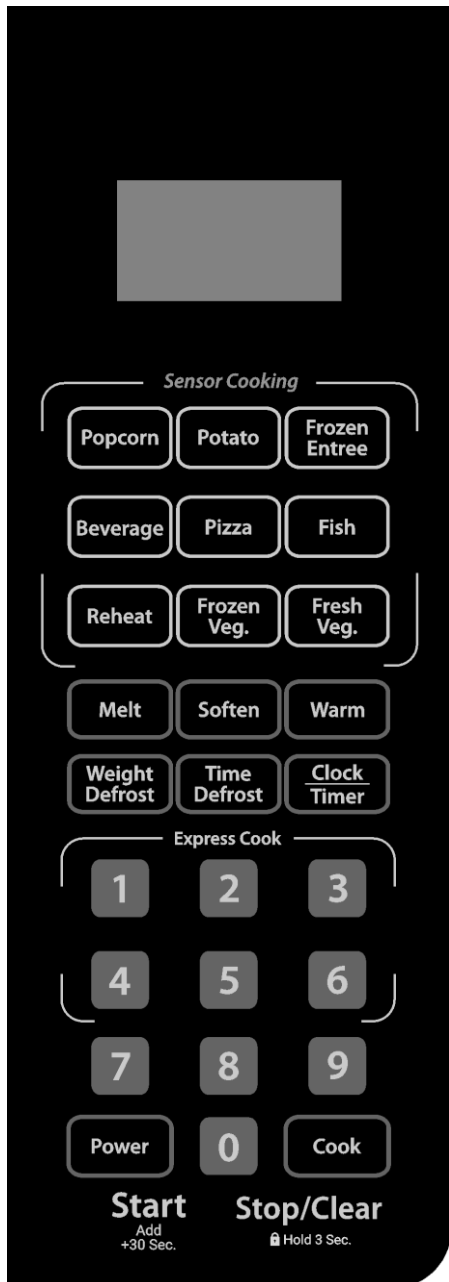 Sensor Cooking
Popcorn
Potato
Frozen
Entree
Beverage
Pizza
Fish
Reheat
Frozen
Veg.
Fresh
Veg.
Melt
Soften
Warm
Weight
Defrost
Time
Defrost
Clock
Timer
Express Cook
1
2
3
4
5
6
7
8
9
Power
0
Cook
Start
Add
+30 Sec.
Stop/Clear
Hold 3 Sec.